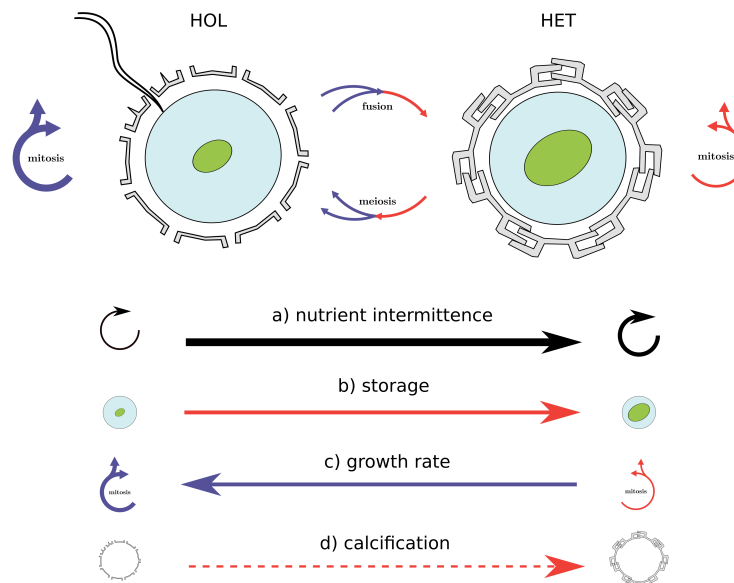 HOL
HET
fusion
mitosis
mitosis
meiosis
a) nutrient intermittence
b) storage
c) growth rate
mitosis
mitosis
d) calcification